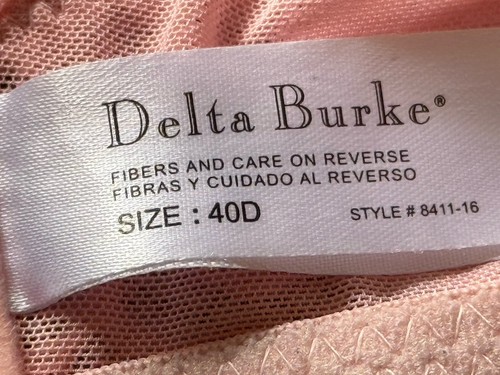 Delta Burke®
FIBERS AND CARE ON REVERSE
FIBRAS Y CUIDADO AL REVERSO
SIZE : 40D
STYLE # 8411-16